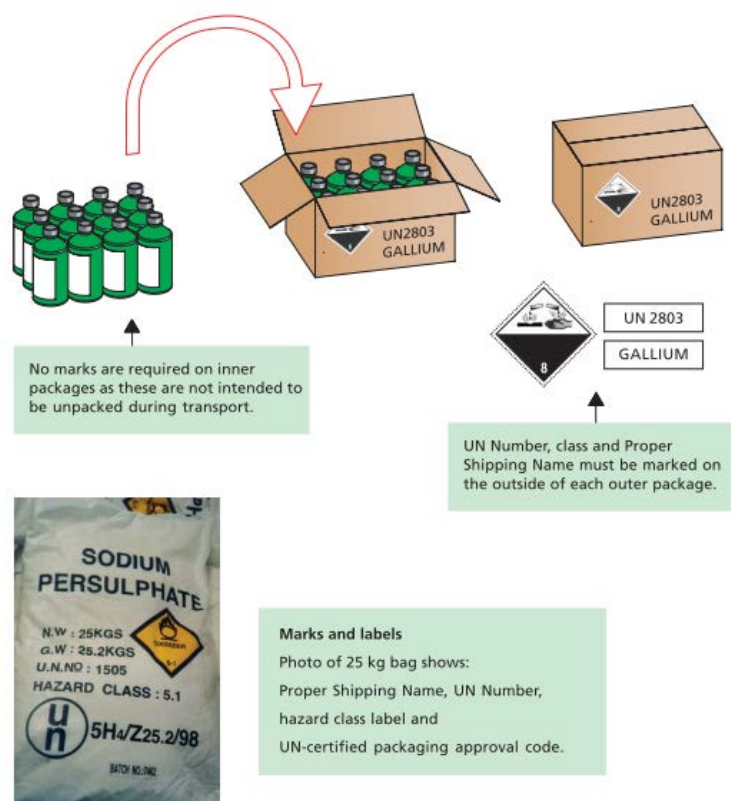 UN2803
GALLIUM
UN2803
GALLIUM
8
UN 2803
GALLIUM
No marks are required on inner
packages as these are not intended to
be unpacked during transport.
UN Number, class and Proper
Shipping Name must be marked on
the outside of each outer package.
SODIUM
PERSULPHATE
N.W : 25KGS
G.W : 25.2KGS
U.N.NO : 1505
HAZARD CLASS : 5.1
OXIDIZER
5.1
un
5H4/Z25.2/98
Marks and labels
Photo of 25 kg bag shows:
Proper Shipping Name, UN Number,
hazard class label and
UN-certified packaging approval code.